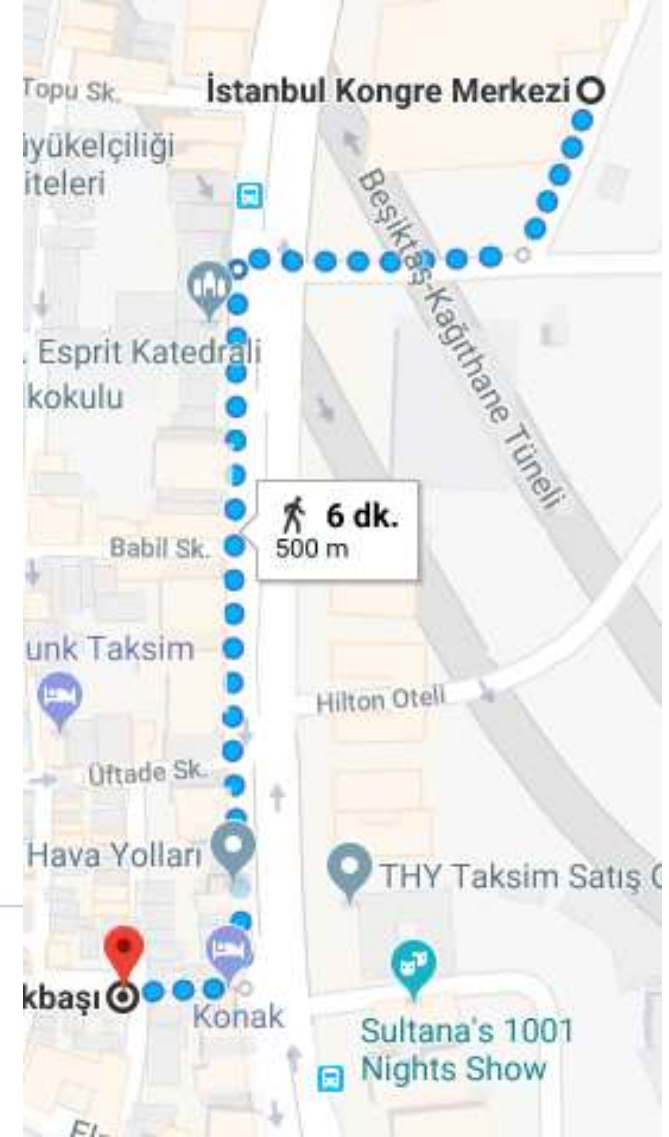 Topu Sk.
İstanbul Kongre Merkezi
üyükelçiliği
iteleri
Beşiktaş-Kağıthane Tüneli
. Esprit Katedrali
lkokulu
6 dk.
500 m
Babil Sk.
unk Taksim
Hilton Oteli
Üftade Sk.
Hava Yolları
THY Taksim Satış O
kbaşı
Konak
Sultana's 1001
Nights Show